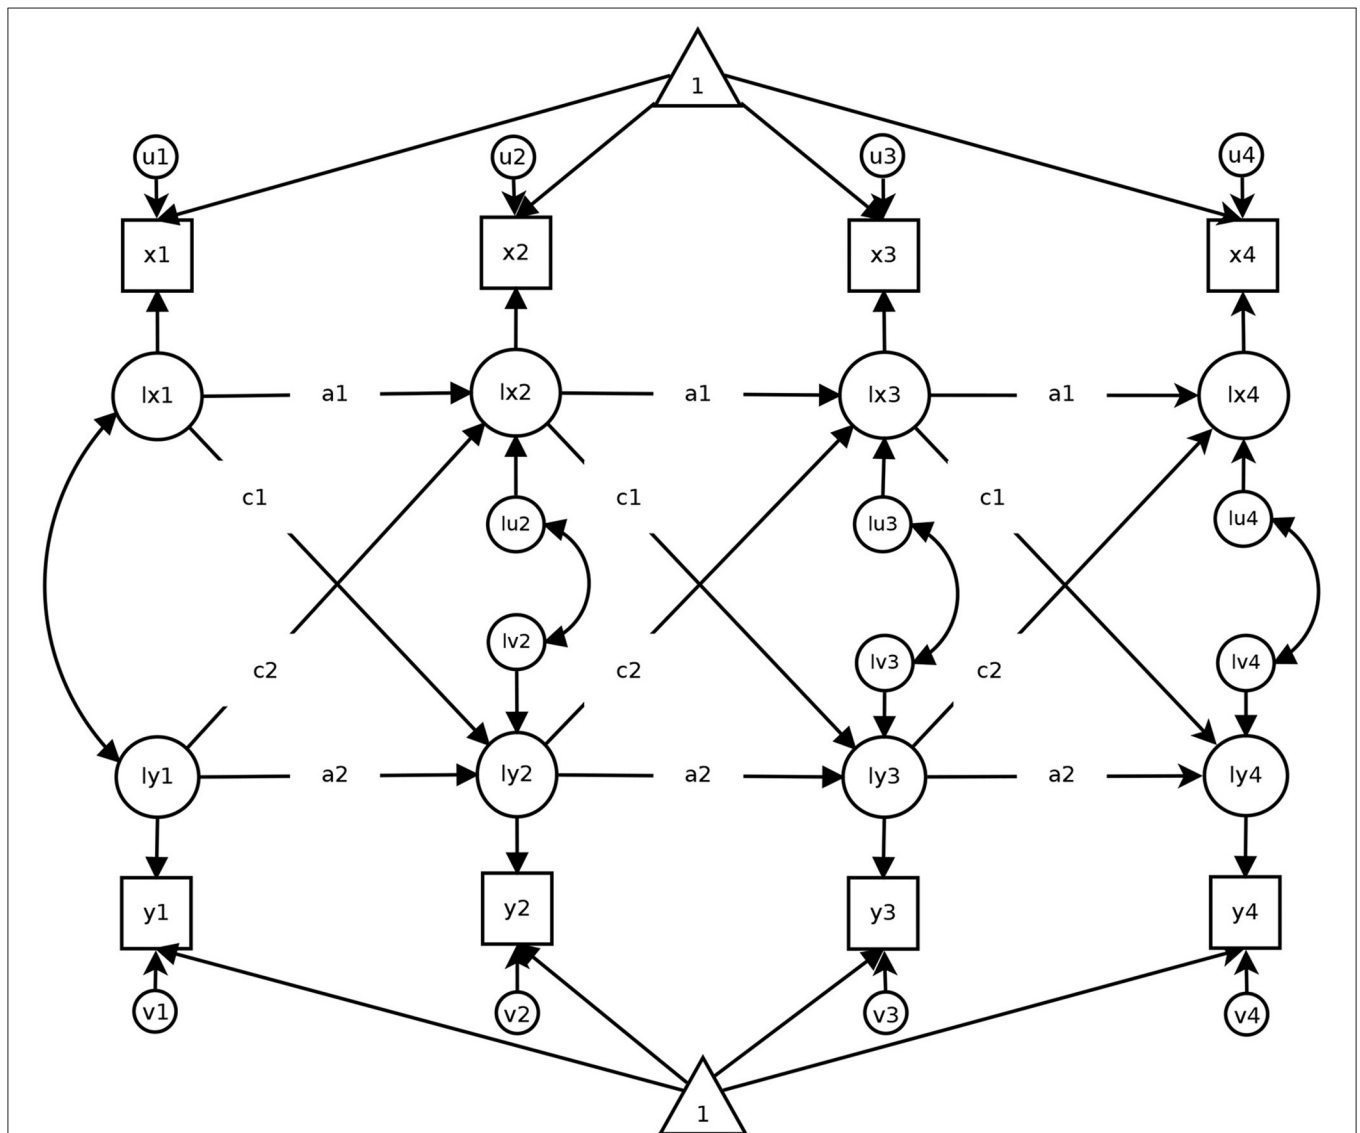 1
u1 u2 u3 u4
x1 x2 x3 x4
lx1 a1 lx2 a1 lx3 a1 lx4
c1 c1 c1
lu2 lu3 lu4
lv2 lv3 lv4
c2 c2 c2
ly1 a2 ly2 a2 ly3 a2 ly4
y1 y2 y3 y4
v1 v2 v3 v4
1